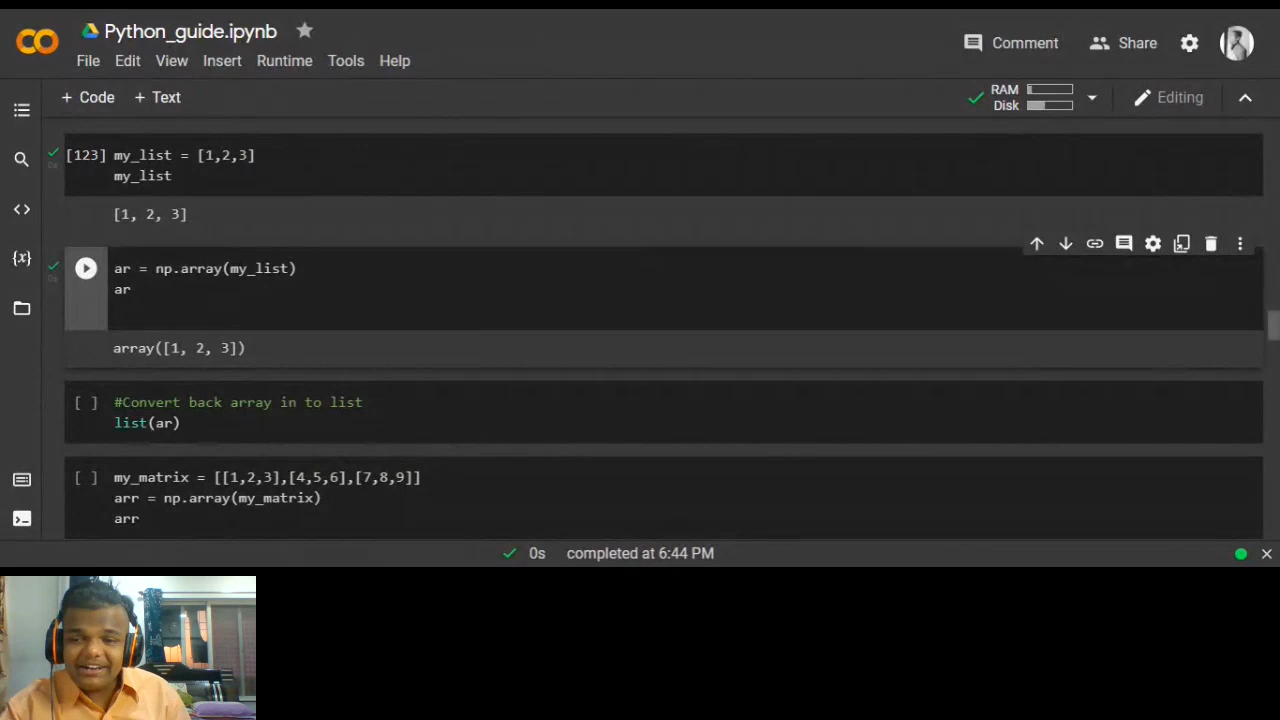 Python_guide.ipynb
File Edit View Insert Runtime Tools Help
Comment Share
+ Code + Text
RAM
Disk
Editing
[123] my_list = [1,2,3]
my_list
[1, 2, 3]
ar = np.array(my_list)
ar
array([1, 2, 3])
[ ] #Convert back array in to list
list(ar)
[ ] my_matrix = [[1,2,3],[4,5,6],[7,8,9]]
arr = np.array(my_matrix)
arr
0s completed at 6:44 PM